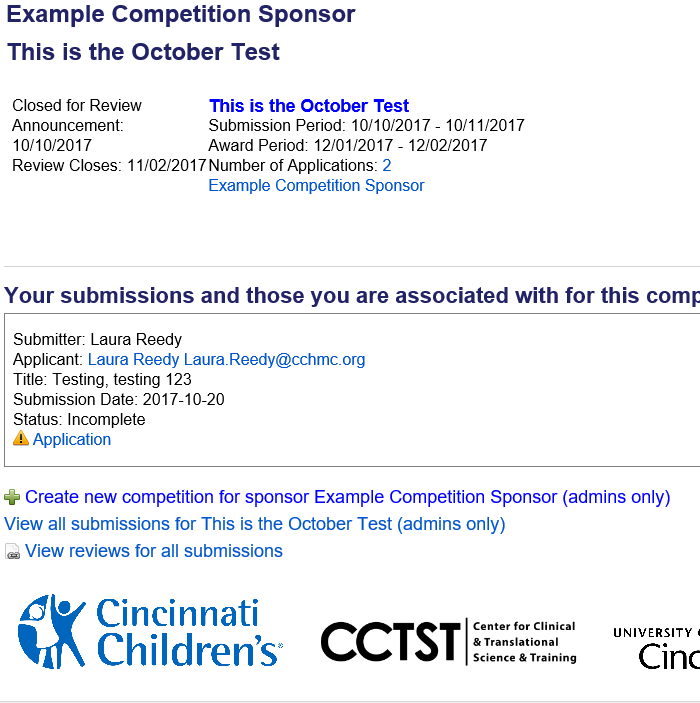 Example Competition Sponsor
This is the October Test
Closed for Review
Announcement:
10/10/2017
Review Closes: 11/02/2017
This is the October Test
Submission Period: 10/10/2017 - 10/11/2017
Award Period: 12/01/2017 - 12/02/2017
Number of Applications: 2
Example Competition Sponsor
Your submissions and those you are associated with for this comp
Submitter: Laura Reedy
Applicant: Laura Reedy Laura.Reedy@cchmc.org
Title: Testing, testing 123
Submission Date: 2017-10-20
Status: Incomplete
Application
Create new competition for sponsor Example Competition Sponsor (admins only)
View all submissions for This is the October Test (admins only)
View reviews for all submissions
Cincinnati
Children's®
CCTST
Center for Clinical
& Translational
Science & Training
UNIVERSITY
Cinc